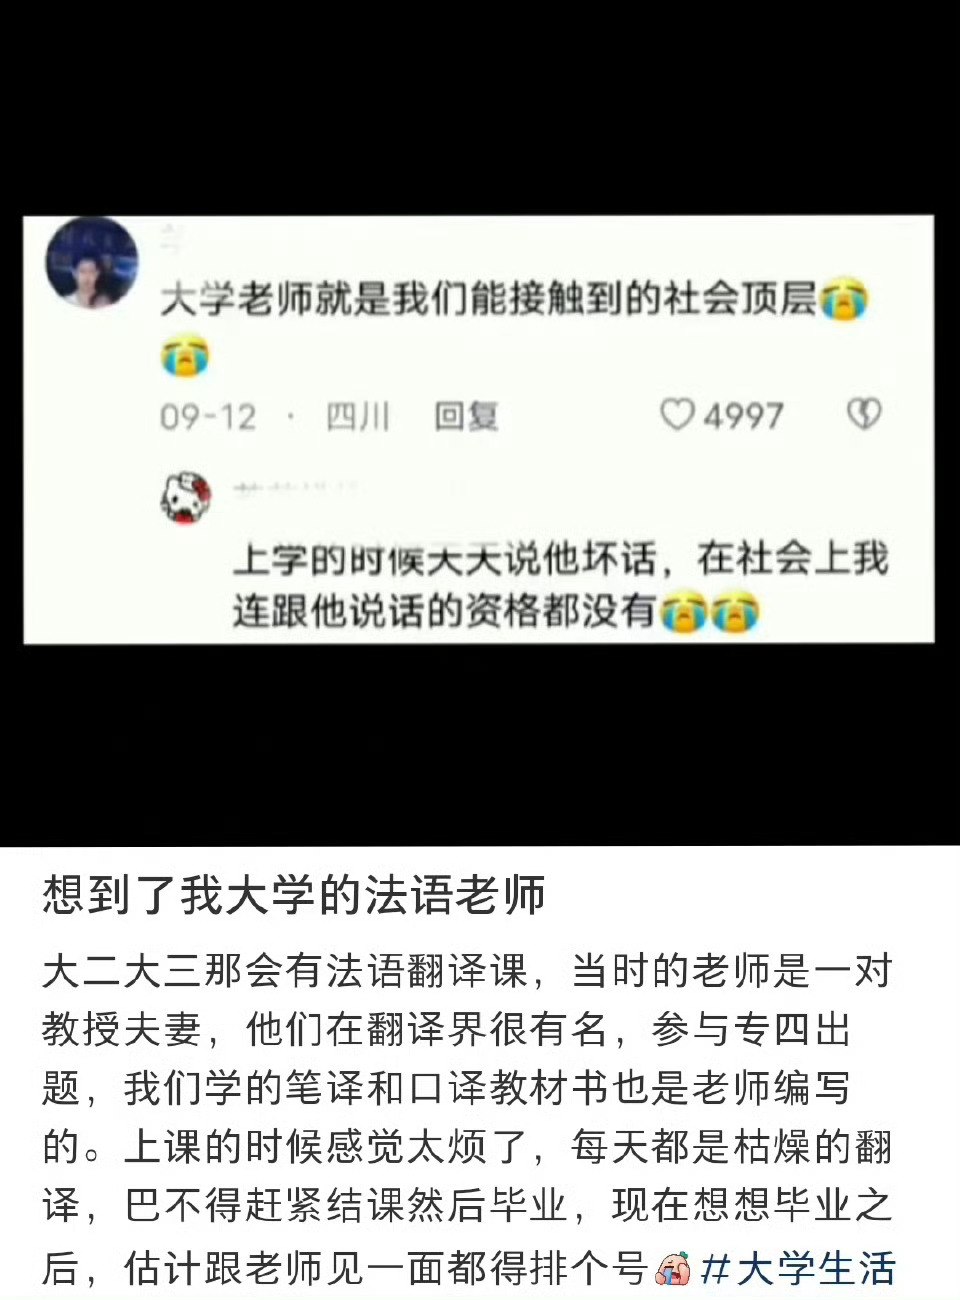 大学老师就是我们能接触到的社会顶层😭
😭
09-12 · 四川 回复 4997
上学的时候天天说他坏话，在社会上我
连跟他说话的资格都没有😭😭
想到了我大学的法语老师
大二大三那会有法语翻译课，当时的老师是一对
教授夫妻，他们在翻译界很有名，参与专四出
题，我们学的笔译和口译教材书也是老师编写
的。上课的时候感觉太烦了，每天都是枯燥的翻
译，巴不得赶紧结课然后毕业，现在想想毕业之
后，估计跟老师见一面都得排个号 #大学生活